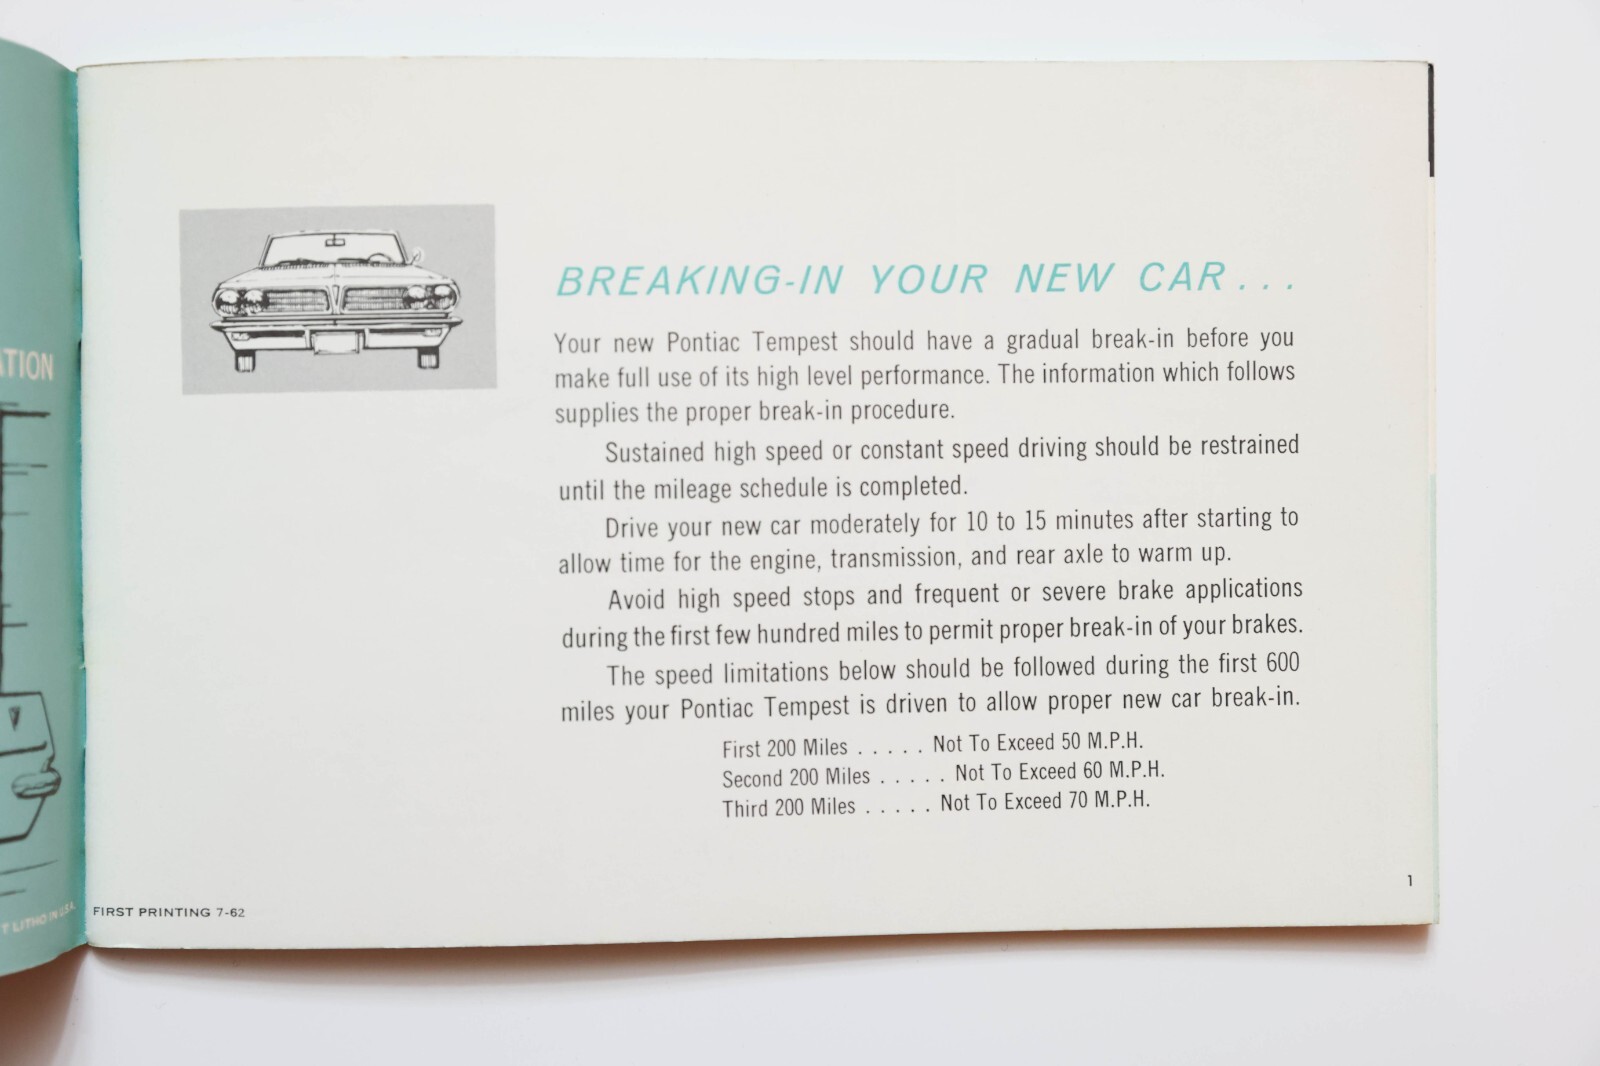 ATION
T LITHO IN U.S.A.
BREAKING-IN YOUR NEW CAR...
Your new Pontiac Tempest should have a gradual break-in before you
make full use of its high level performance. The information which follows
supplies the proper break-in procedure.
Sustained high speed or constant speed driving should be restrained
until the mileage schedule is completed.
Drive your new car moderately for 10 to 15 minutes after starting to
allow time for the engine, transmission, and rear axle to warm up.
Avoid high speed stops and frequent or severe brake applications
during the first few hundred miles to permit proper break-in of your brakes.
The speed limitations below should be followed during the first 600
miles your Pontiac Tempest is driven to allow proper new car break-in.
First 200 Miles . . . . . Not To Exceed 50 M.P.H.
Second 200 Miles . . . . . Not To Exceed 60 M.P.H.
Third 200 Miles . . . . . Not To Exceed 70 M.P.H.
1
FIRST PRINTING 7-62